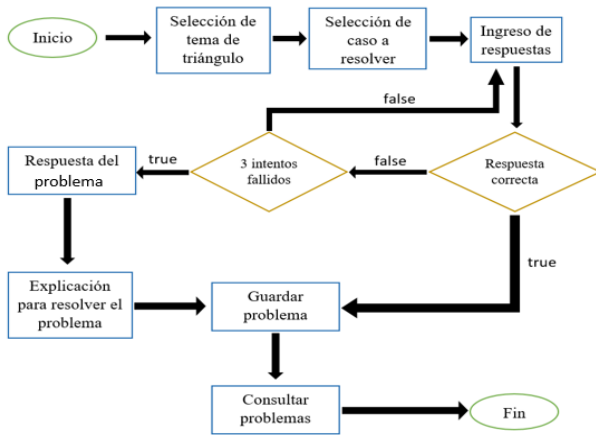 Inicio
Selección de
tema de
triángulo
Selección de
caso a
resolver
Ingreso de
respuestas
false
Respuesta del
problema
true
3 intentos
fallidos
false
Respuesta
correcta
true
Explicación
para resolver el
problema
Guardar
problema
Consultar
problemas
Fin